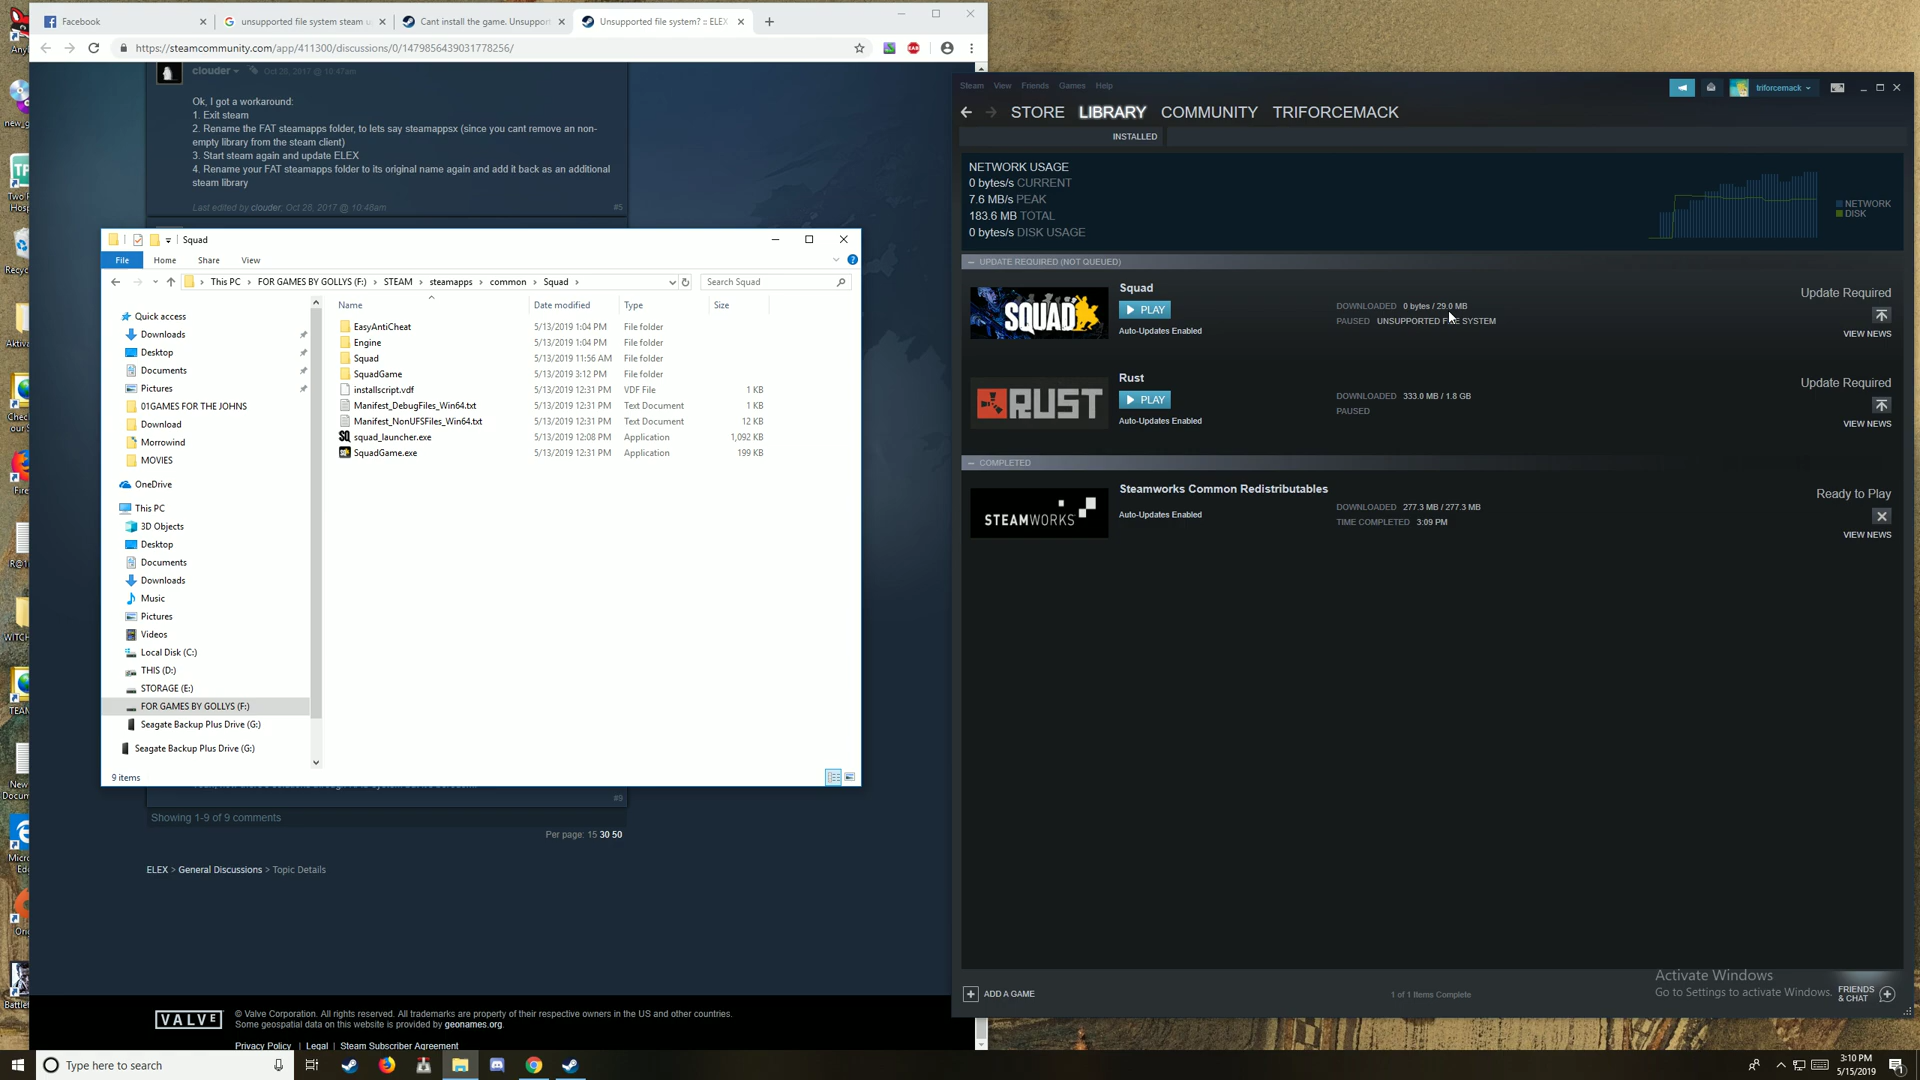 Facebook
unsupported file system steam u
Cant install the game. Unsuppor
Unsupported file system? :: ELEX
https://steamcommunity.com/app/411300/discussions/0/1479856439031778256/
clouder Oct 28, 2017 @ 10:47am
Ok, I got a workaround:
1. Exit steam
2. Rename the FAT steamapps folder, to lets say steamappsx (since you cant remove an non-
empty library from the steam client)
3. Start steam again and update ELEX
4. Rename your FAT steamapps folder to its original name again and add it back as an additional
steam library
Last edited by clouder; Oct 28, 2017 @ 10:48am
#5
Squad
File Home Share View
This PC > FOR GAMES BY GOLLYS (F:) > STEAM > steamapps > common > Squad >
Search Squad
Name Date modified Type Size
EasyAntiCheat 5/13/2019 1:04 PM File folder
Engine 5/13/2019 1:04 PM File folder
Squad 5/13/2019 11:56 AM File folder
SquadGame 5/13/2019 3:12 PM File folder
installscript.vdf 5/13/2019 12:31 PM VDF File 1 KB
Manifest_DebugFiles_Win64.txt 5/13/2019 12:31 PM Text Document 1 KB
Manifest_NonUFSFiles_Win64.txt 5/13/2019 12:31 PM Text Document 12 KB
squad_launcher.exe 5/13/2019 12:08 PM Application 1,092 KB
SquadGame.exe 5/13/2019 12:31 PM Application 199 KB
Quick access
Downloads
Desktop
Documents
Pictures
01GAMES FOR THE JOHNS
Download
Morrowind
MOVIES
OneDrive
This PC
3D Objects
Desktop
Documents
Downloads
Music
Pictures
Videos
Local Disk (C:)
THIS (D:)
STORAGE (E:)
FOR GAMES BY GOLLYS (F:)
Seagate Backup Plus Drive (G:)
Seagate Backup Plus Drive (G:)
9 items
#9
Showing 1-9 of 9 comments
Per page: 15 30 50
ELEX > General Discussions > Topic Details
VALVE
© Valve Corporation. All rights reserved. All trademarks are property of their respective owners in the US and other countries.
Some geospatial data on this website is provided by geonames.org.
Privacy Policy | Legal | Steam Subscriber Agreement
Steam View Friends Games Help
triforcemack
STORE LIBRARY COMMUNITY TRIFORCEMACK
INSTALLED
NETWORK USAGE
0 bytes/s CURRENT
7.6 MB/s PEAK
183.6 MB TOTAL
0 bytes/s DISK USAGE
NETWORK
DISK
UPDATE REQUIRED (NOT QUEUED)
SQUAD
Squad
PLAY
Auto-Updates Enabled
DOWNLOADED 0 bytes / 29.0 MB
PAUSED UNSUPPORTED FILE SYSTEM
Update Required
VIEW NEWS
RUST
Rust
PLAY
Auto-Updates Enabled
DOWNLOADED 333.0 MB / 1.8 GB
PAUSED
Update Required
VIEW NEWS
COMPLETED
STEAMWORKS
Steamworks Common Redistributables
Auto-Updates Enabled
DOWNLOADED 277.3 MB / 277.3 MB
TIME COMPLETED 3:09 PM
Ready to Play
VIEW NEWS
ADD A GAME
1 of 1 Items Complete
Activate Windows
Go to Settings to activate Windows.
FRIENDS
& CHAT
Type here to search
3:10 PM
5/15/2019